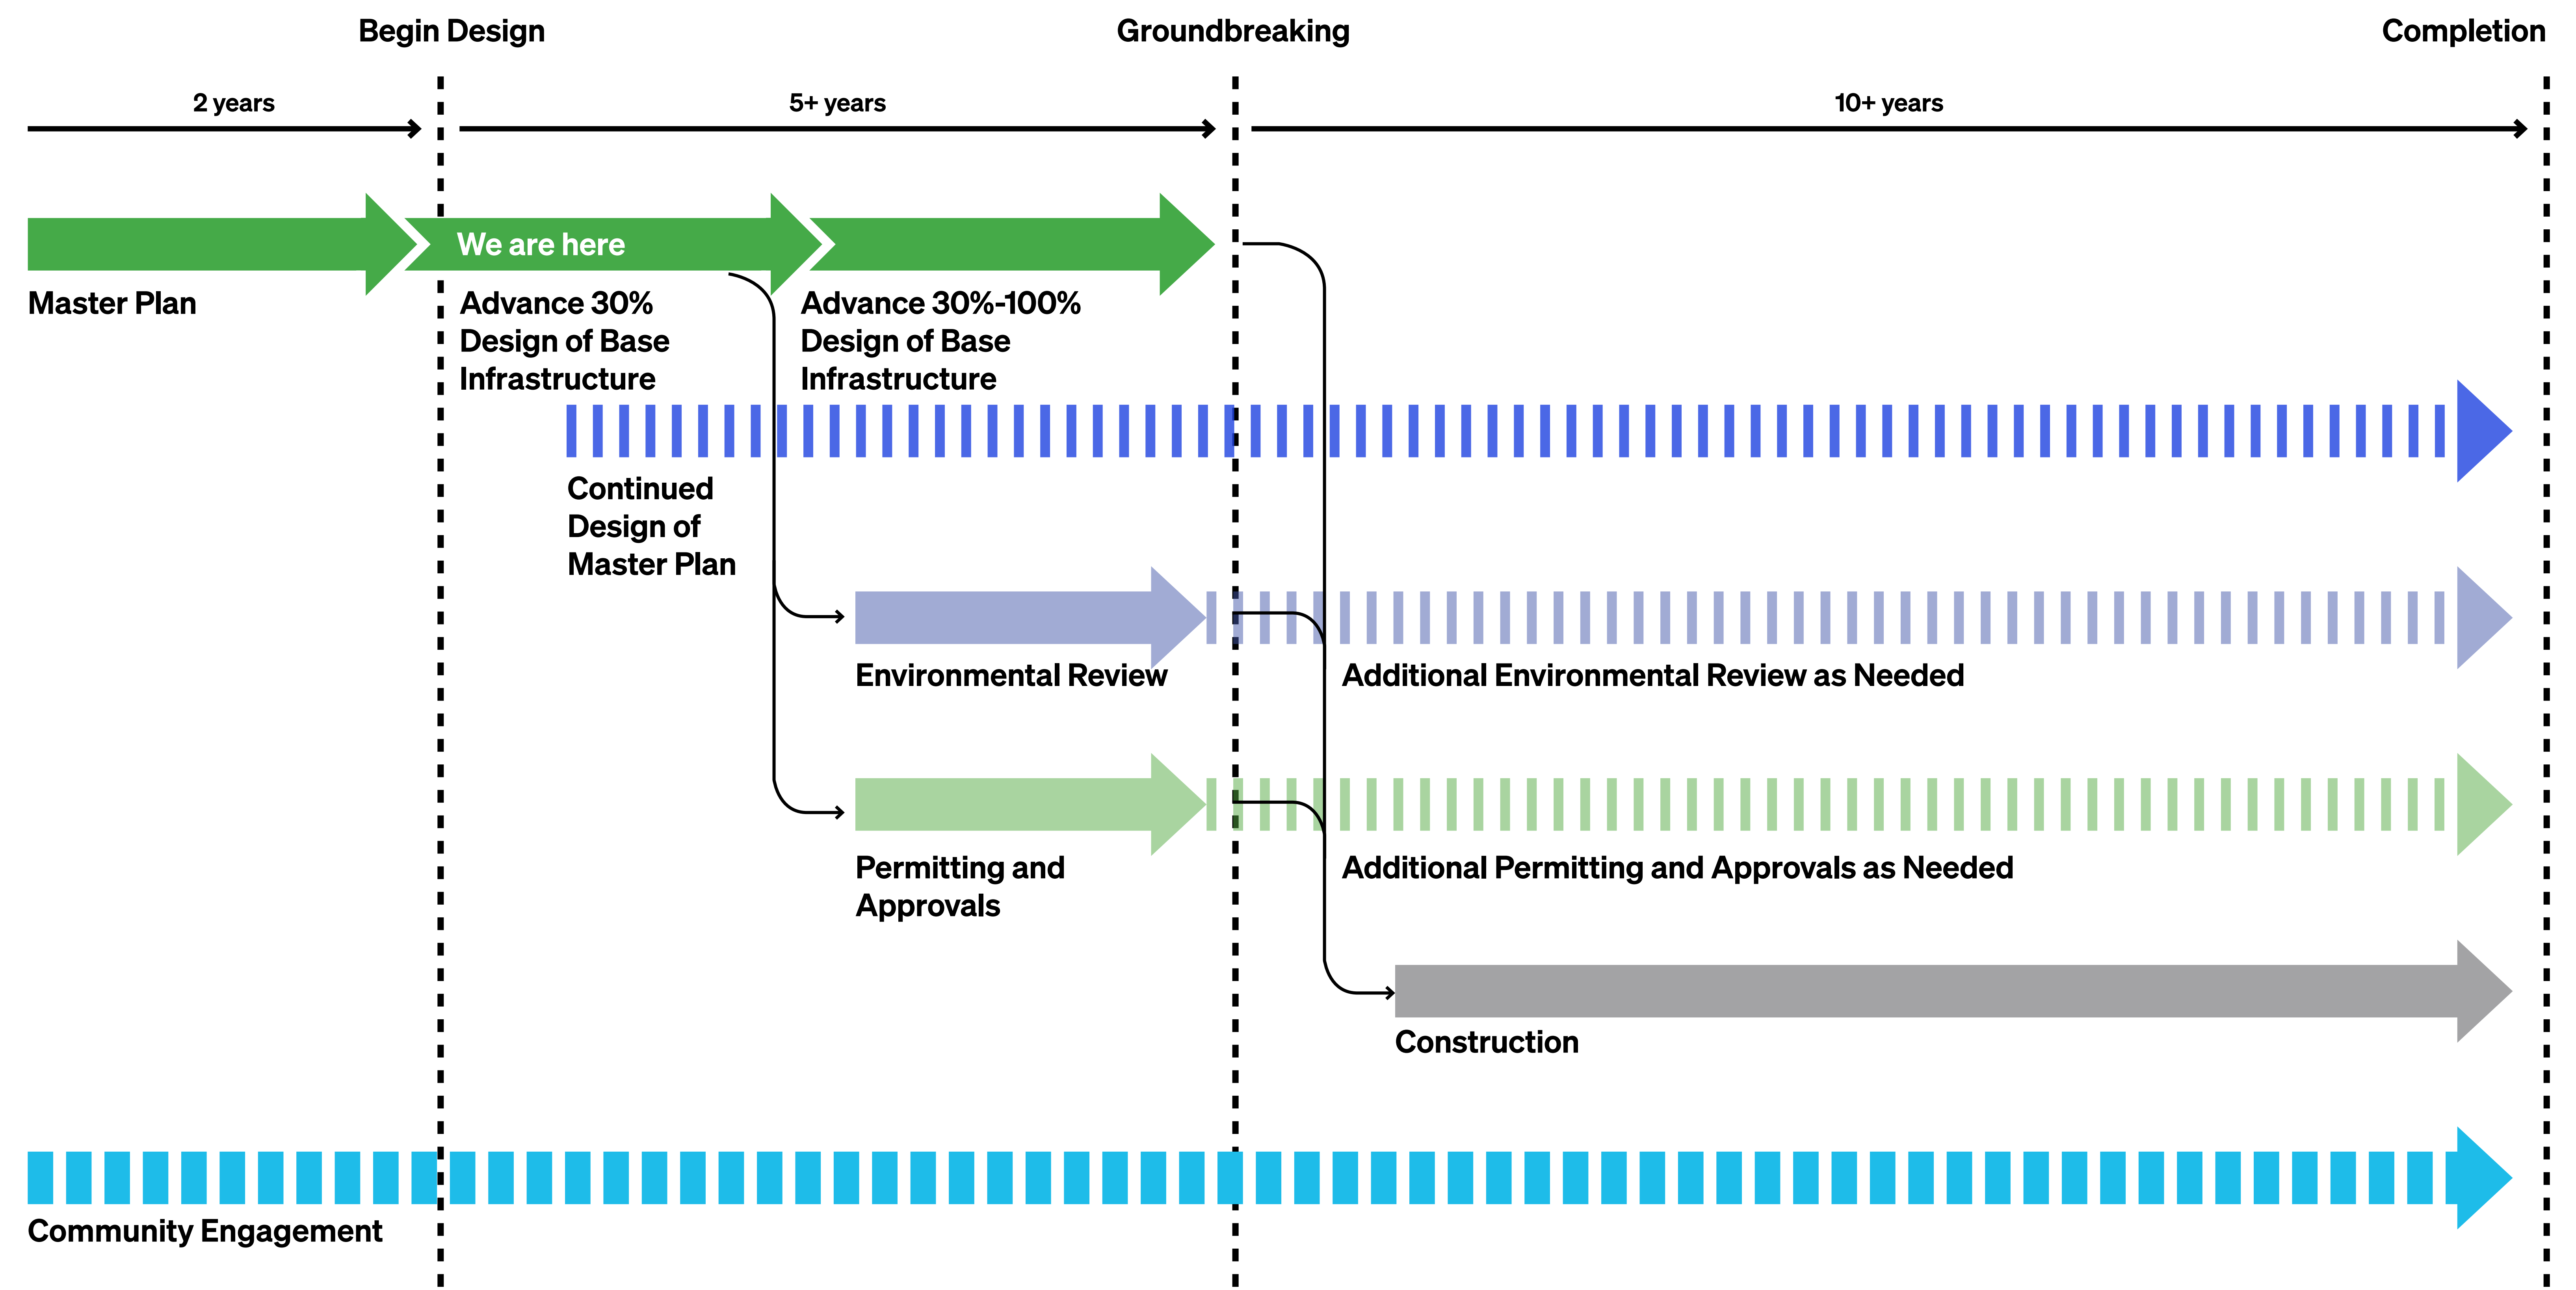 Begin Design
Groundbreaking
Completion
2 years
5+ years
10+ years
We are here
Master Plan
Advance 30%
Design of Base
Infrastructure
Advance 30%-100%
Design of Base
Infrastructure
Continued
Design of
Master Plan
Environmental Review
Additional Environmental Review as Needed
Permitting and
Approvals
Additional Permitting and Approvals as Needed
Construction
Community Engagement